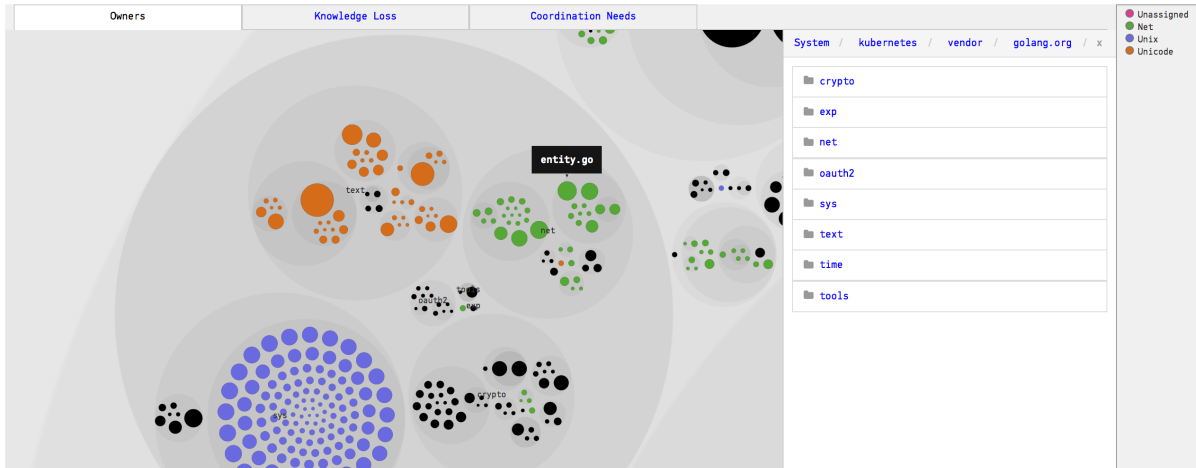 Owners
Knowledge Loss
Coordination Needs
System / kubernetes / vendor / golang.org / x
crypto
exp
net
oauth2
sys
text
time
tools
Unassigned
Net
Unix
Unicode
entity.go
text
net
oauth2
exp
crypto
sys